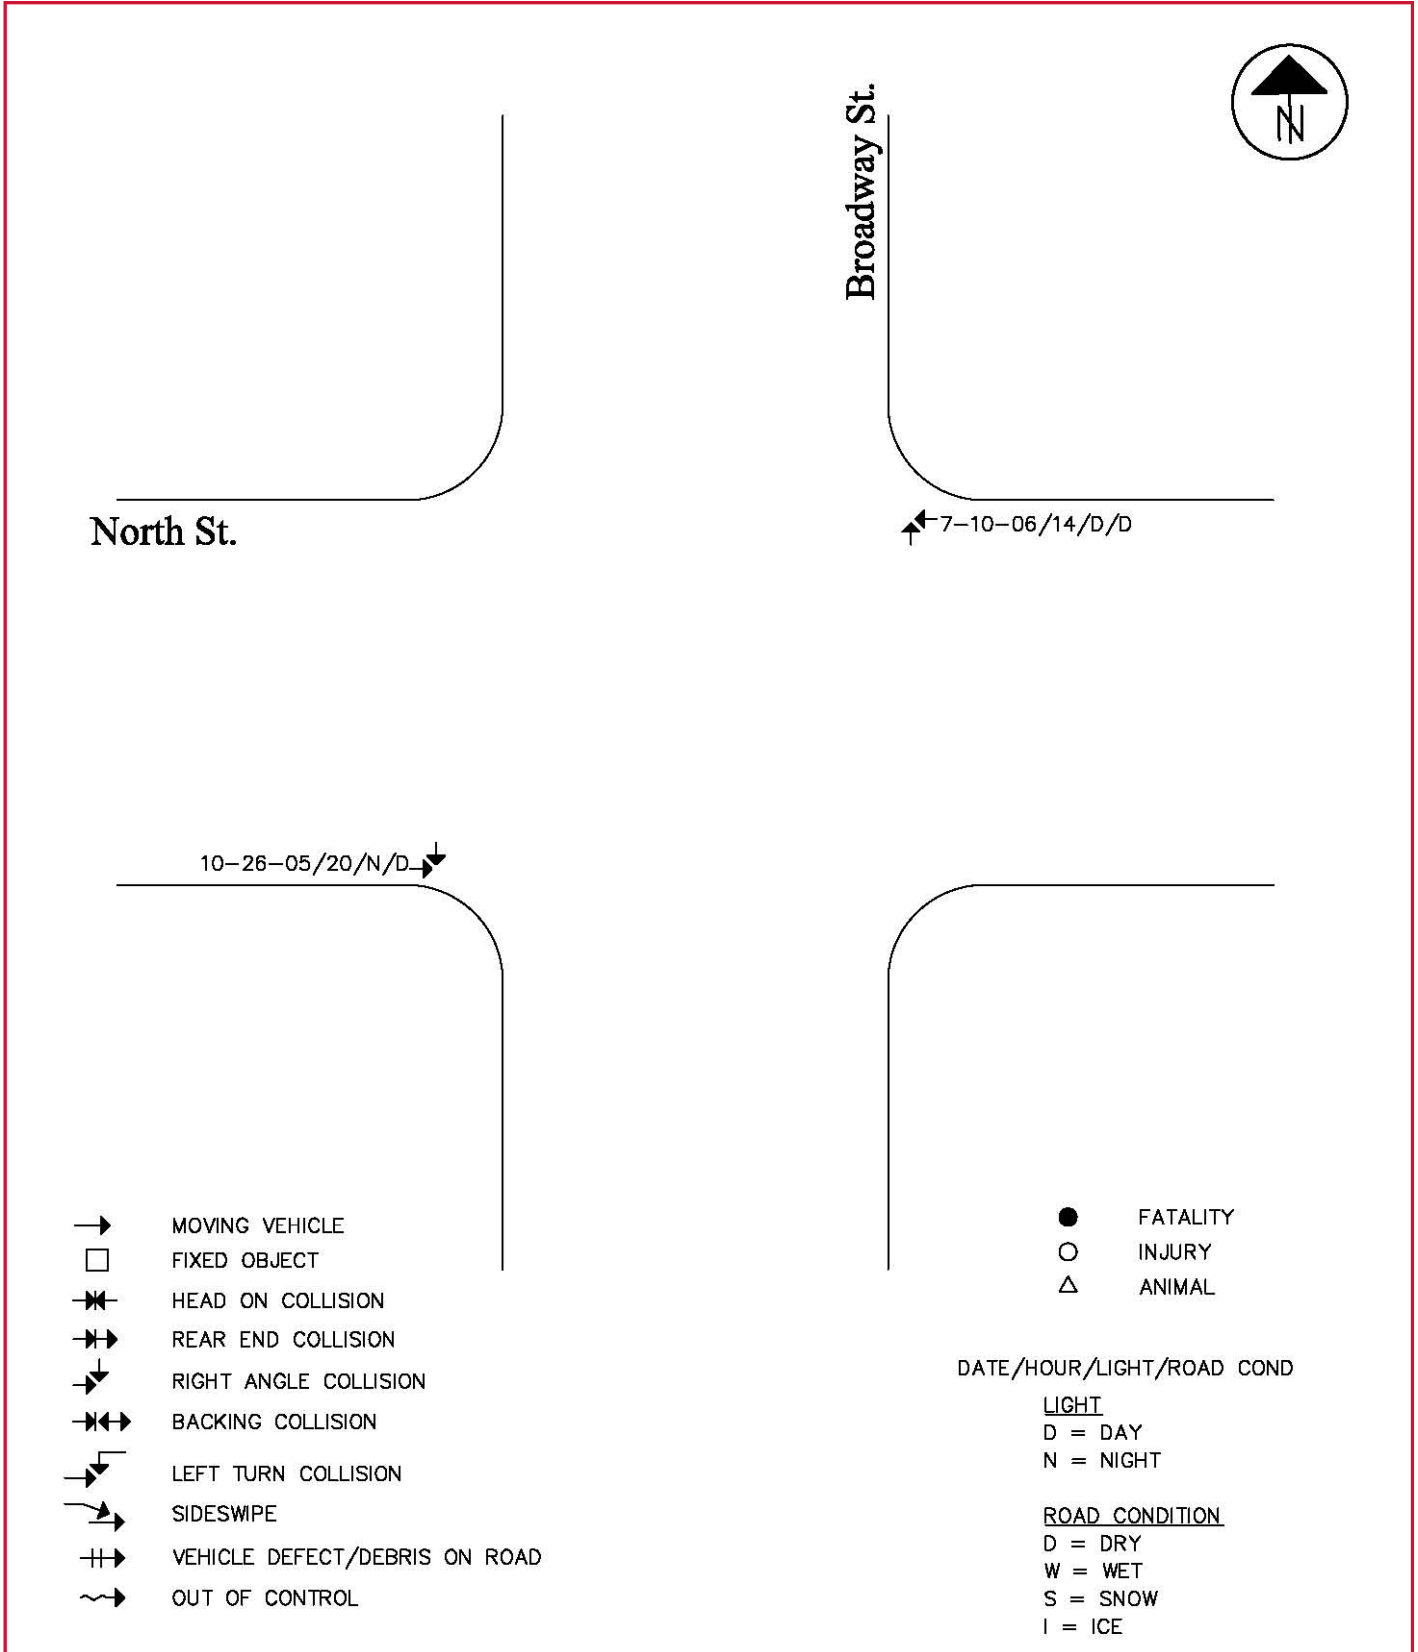 N
Broadway St.
North St.
7-10-06/14/D/D
10-26-05/20/N/D
MOVING VEHICLE
FIXED OBJECT
HEAD ON COLLISION
REAR END COLLISION
RIGHT ANGLE COLLISION
BACKING COLLISION
LEFT TURN COLLISION
SIDESWIPE
VEHICLE DEFECT/DEBRIS ON ROAD
OUT OF CONTROL
FATALITY
INJURY
ANIMAL
DATE/HOUR/LIGHT/ROAD COND
LIGHT
D = DAY
N = NIGHT
ROAD CONDITION
D = DRY
W = WET
S = SNOW
I = ICE